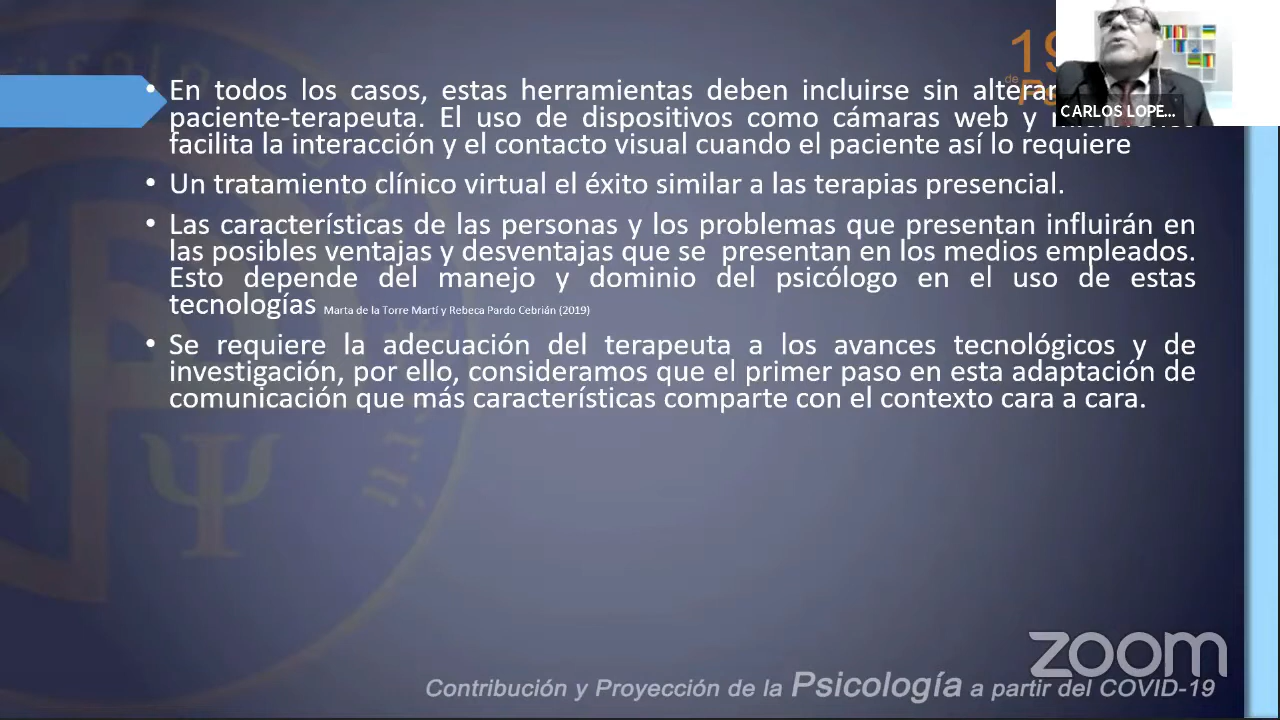 19
de
• En todos los casos, estas herramientas deben incluirse sin alterar
paciente-terapeuta. El uso de dispositivos como cámaras web y
facilita la interacción y el contacto visual cuando el paciente así lo requiere
• Un tratamiento clínico virtual el éxito similar a las terapias presencial.
• Las características de las personas y los problemas que presentan influirán en
las posibles ventajas y desventajas que se presentan en los medios empleados.
Esto depende del manejo y dominio del psicólogo en el uso de estas
tecnologías Marta de la Torre Martí y Rebeca Pardo Cebrián (2019)
• Se requiere la adecuación del terapeuta a los avances tecnológicos y de
investigación, por ello, consideramos que el primer paso en esta adaptación de
comunicación que más características comparte con el contexto cara a cara.
CARLOS LOPE...
zoom
Contribución y Proyección de la Psicología a partir del COVID-19